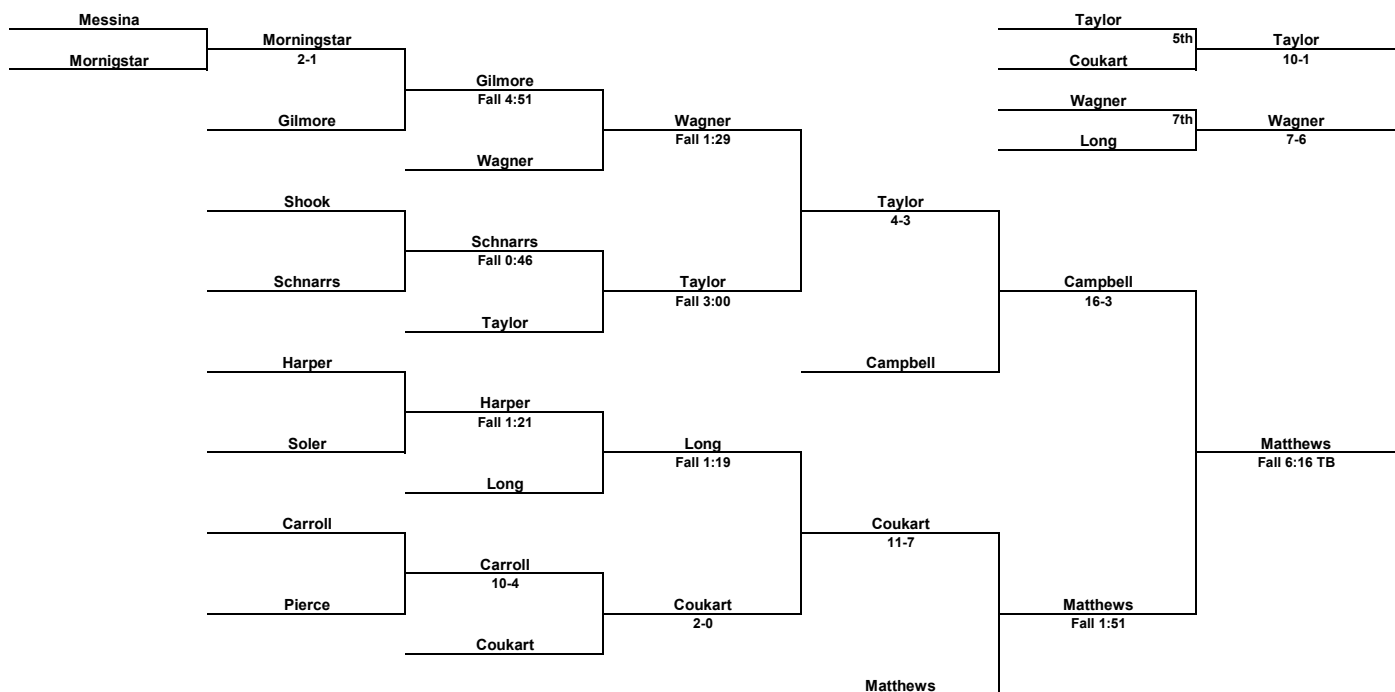 Messina
Taylor
5th
Morningstar
Taylor
2-1
10-1
Mornigstar
Coukart
Gilmore
Fall 4:51
Wagner
7th
Gilmore
Wagner
Wagner
Fall 1:29
7-6
Long
Wagner
Shook
Taylor
4-3
Schnarrs
Fall 0:46
Schnarrs
Taylor
Campbell
Fall 3:00
16-3
Taylor
Harper
Campbell
Harper
Fall 1:21
Soler
Long
Matthews
Fall 1:19
Fall 6:16 TB
Long
Carroll
Coukart
11-7
Carroll
10-4
Pierce
Coukart
Matthews
2-0
Fall 1:51
Coukart
Matthews